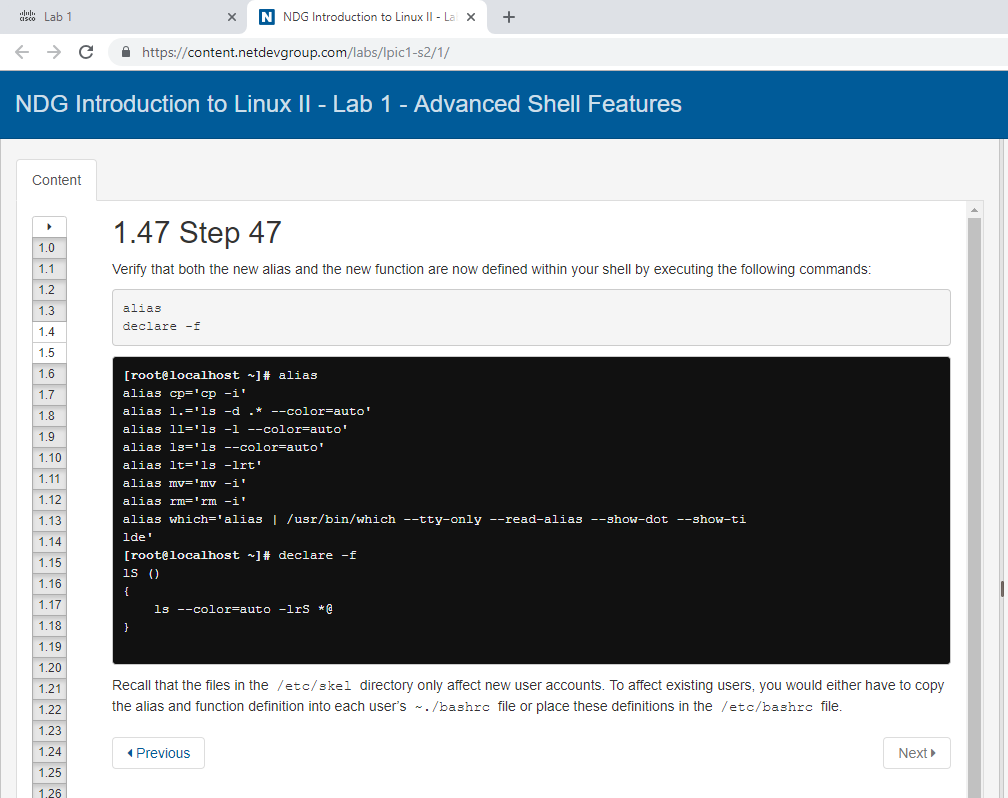 Lab 1
NDG Introduction to Linux II - La
https://content.netdevgroup.com/labs/lpic1-s2/1/
NDG Introduction to Linux II - Lab 1 - Advanced Shell Features
Content
1.0
1.1
1.2
1.3
1.4
1.5
1.6
1.7
1.8
1.9
1.10
1.11
1.12
1.13
1.14
1.15
1.16
1.17
1.18
1.19
1.20
1.21
1.22
1.23
1.24
1.25
1.26
1.47 Step 47
Verify that both the new alias and the new function are now defined within your shell by executing the following commands:
alias
declare -f
[root@localhost ~]# alias
alias cp='cp -i'
alias l.='ls -d .* --color=auto'
alias ll='ls -l --color=auto'
alias ls='ls --color=auto'
alias lt='ls -lrt'
alias mv='mv -i'
alias rm='rm -i'
alias which='alias | /usr/bin/which --tty-only --read-alias --show-dot --show-ti
lde'
[root@localhost ~]# declare -f
lS ()
{
    ls --color=auto -lrS *@
}
Recall that the files in the /etc/skel directory only affect new user accounts. To affect existing users, you would either have to copy
the alias and function definition into each user’s ~./bashrc file or place these definitions in the /etc/bashrc file.
Previous
Next